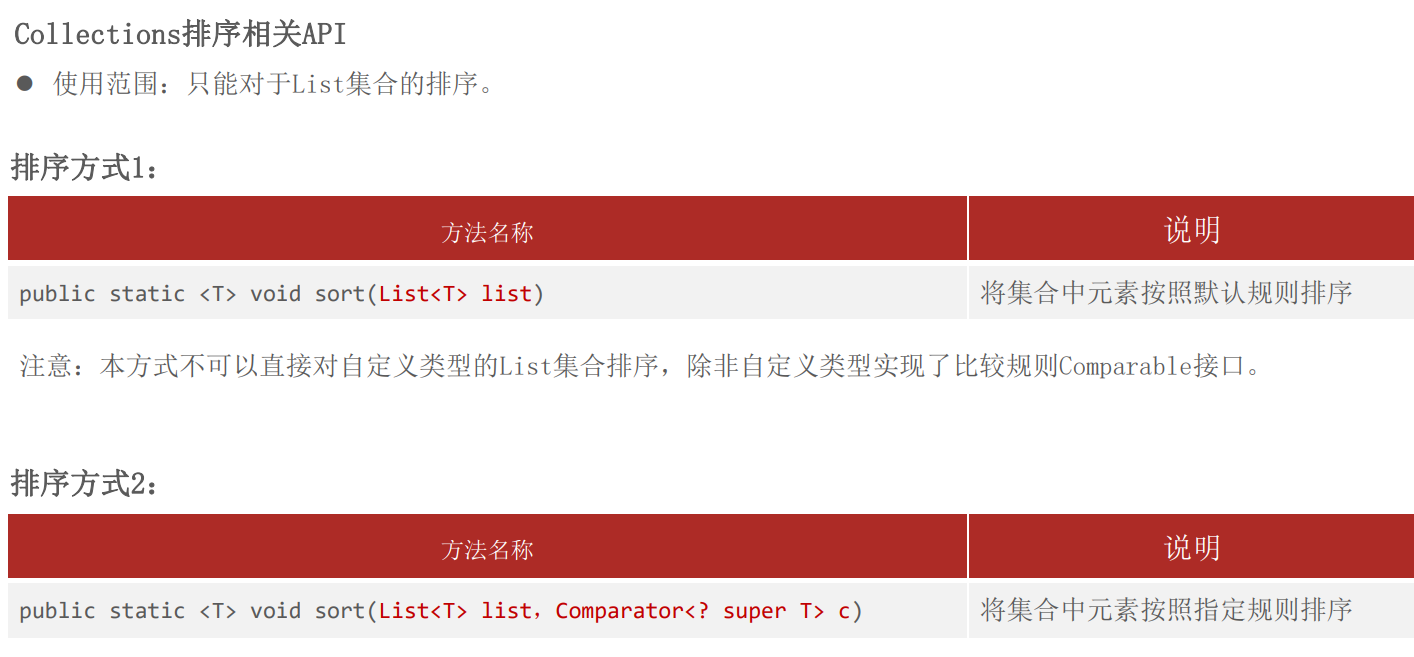 Collections排序相关API
● 使用范围：只能对于List集合的排序。
排序方式1：
方法名称 说明
public static <T> void sort(List<T> list) 将集合中元素按照默认规则排序
注意：本方式不可以直接对自定义类型的List集合排序，除非自定义类型实现了比较规则Comparable接口。
排序方式2：
方法名称 说明
public static <T> void sort(List<T> list，Comparator<? super T> c) 将集合中元素按照指定规则排序